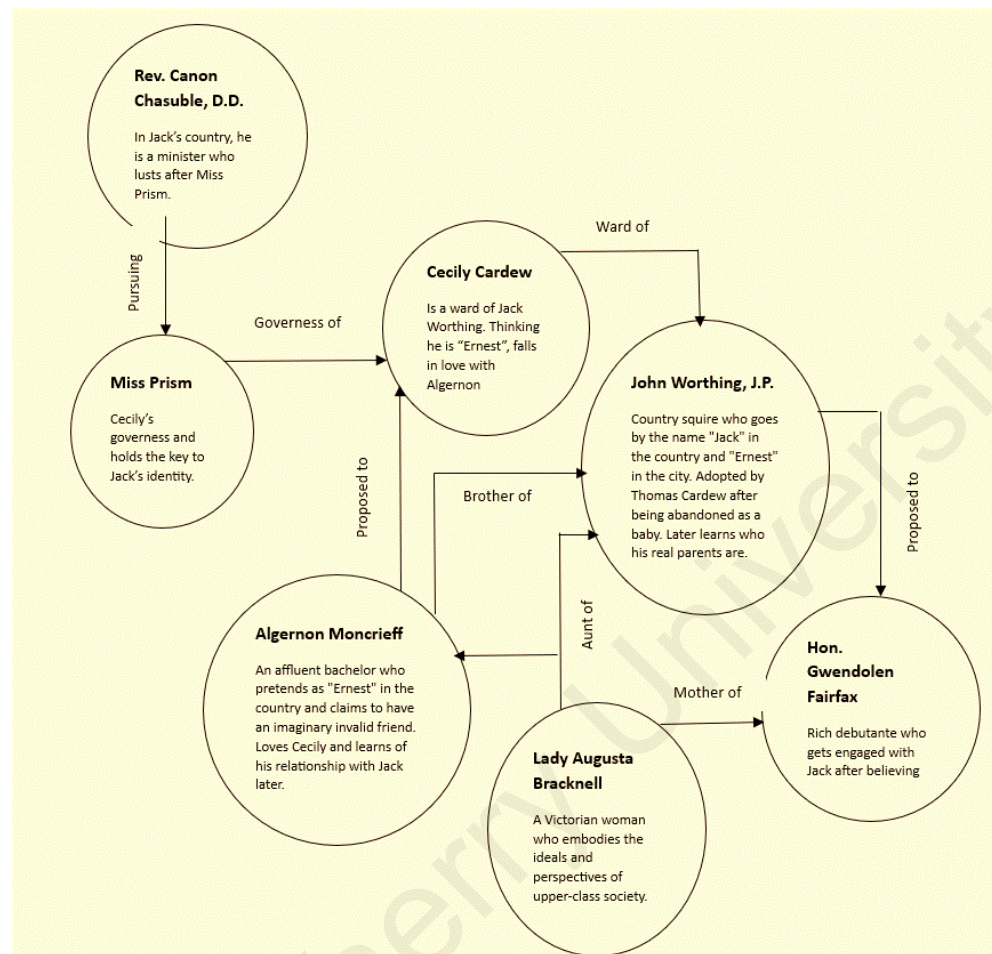 Rev. Canon
Chasuble, D.D.
In Jack's country, he
is a minister who
lusts after Miss
Prism.
Pursuing
Miss Prism
Cecily's
governess and
holds the key to
Jack's identity.
Governess of
Cecily Cardew
Is a ward of Jack
Worthing. Thinking
he is “Ernest”, falls
in love with
Algernon
Ward of
John Worthing, J.P.
Country squire who goes
by the name "Jack" in
the country and "Ernest"
in the city. Adopted by
Thomas Cardew after
being abandoned as a
baby. Later learns who
his real parents are.
Proposed to
Brother of
Proposed to
Algernon Moncrieff
An affluent bachelor who
pretends as "Ernest" in the
country and claims to have
an imaginary invalid friend.
Loves Cecily and learns of
his relationship with Jack
later.
Aunt of
Mother of
Lady Augusta
Bracknell
A Victorian woman
who embodies the
ideals and
perspectives of
upper-class society.
Hon.
Gwendolen
Fairfax
Rich debutante who
gets engaged with
Jack after believing
University